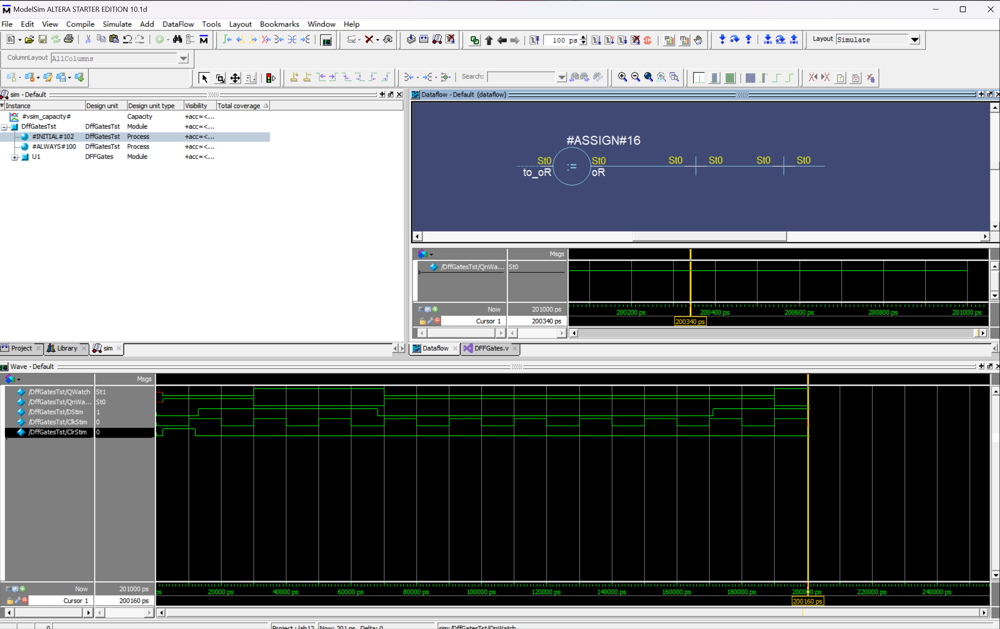 ModelSim ALTERA STARTER EDITION 10.1d
File Edit View Compile Simulate Add DataFlow Tools Layout Bookmarks Window Help
100 ps
Layout Simulate
ColumnLayout AllColumns
Search:
sim - Default
Instance Design unit Design unit type Visibility Total coverage
#vsim_capacity# Capacity +acc=<...
DffGatesTst DffGatesTst Module +acc=<...
#INITIAL#102 DffGatesTst Process +acc=<...
#ALWAYS#100 DffGatesTst Process +acc=<...
U1 DFFGates Module +acc=<...
Project Library sim
Dataflow - Default (dataflow)
#ASSIGN#16
St0 St0 St0 St0 St0 St0
:=
to_oR oR
Msgs
/DffGatesTst/QnWa... St0
Now 201000 ps
200200 ps 200400 ps 200600 ps 200800 ps 201000 ps
Cursor 1 200340 ps
200340 ps
Dataflow DFFGates.v
Wave - Default
Msgs
/DffGatesTst/QWatch St1
/DffGatesTst/QnWa... St0
/DffGatesTst/DStim 1
/DffGatesTst/ClkStim 0
/DffGatesTst/ClrStim 0
Now 201000 ps
ps 20000 ps 40000 ps 60000 ps 80000 ps 100000 ps 120000 ps 140000 ps 160000 ps 180000 ps 200000 ps 220000 ps 240000 ps
Cursor 1 200160 ps
200160 ps
0 Project : lab12 Now: 201 ns Delta: 0 sim:/DffGatesTst/QnWatch